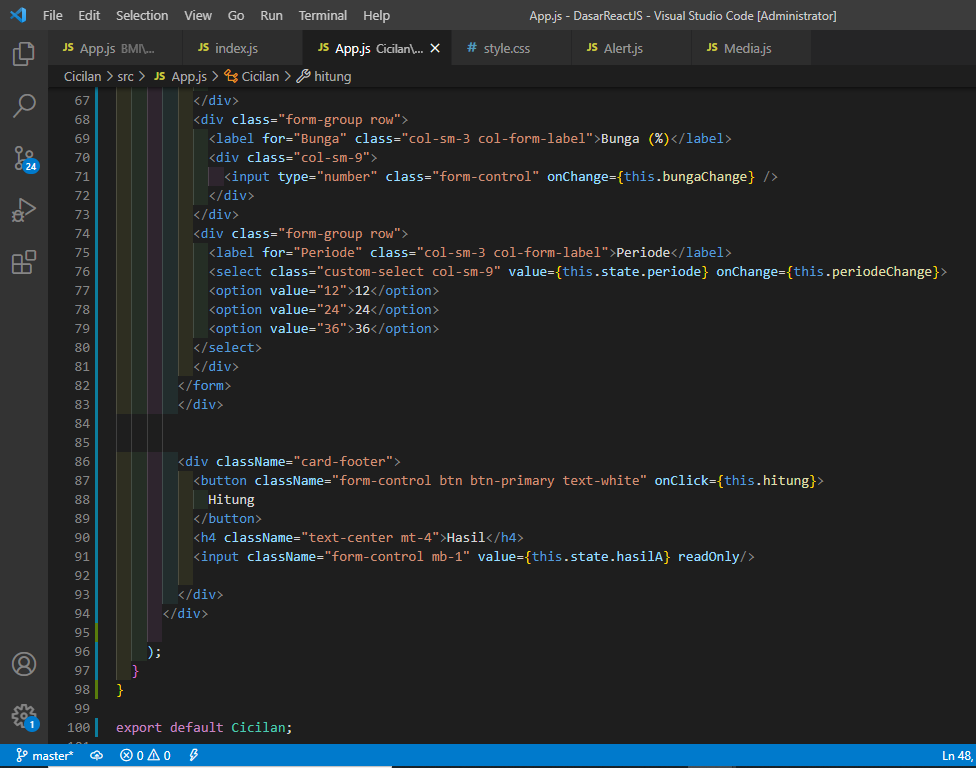 File Edit Selection View Go Run Terminal Help App.js - DasarReactJS - Visual Studio Code [Administrator]
JS App.js BMI\... JS index.js JS App.js Cicilan\... # style.css JS Alert.js JS Media.js
Cicilan > src > JS App.js > Cicilan > hitung
67 </div>
68 <div class="form-group row">
69 <label for="Bunga" class="col-sm-3 col-form-label">Bunga (%)</label>
70 <div class="col-sm-9">
71 <input type="number" class="form-control" onChange={this.bungaChange} />
72 </div>
73 </div>
74 <div class="form-group row">
75 <label for="Periode" class="col-sm-3 col-form-label">Periode</label>
76 <select class="custom-select col-sm-9" value={this.state.periode} onChange={this.periodeChange}>
77 <option value="12">12</option>
78 <option value="24">24</option>
79 <option value="36">36</option>
80 </select>
81 </div>
82 </form>
83 </div>
84
85
86 <div className="card-footer">
87 <button className="form-control btn btn-primary text-white" onClick={this.hitung}>
88 Hitung
89 </button>
90 <h4 className="text-center mt-4">Hasil</h4>
91 <input className="form-control mb-1" value={this.state.hasilA} readOnly/>
92
93 </div>
94 </div>
95
96 );
97 }
98 }
99
100 export default Cicilan;
24
1
master* 0 0 Ln 48,